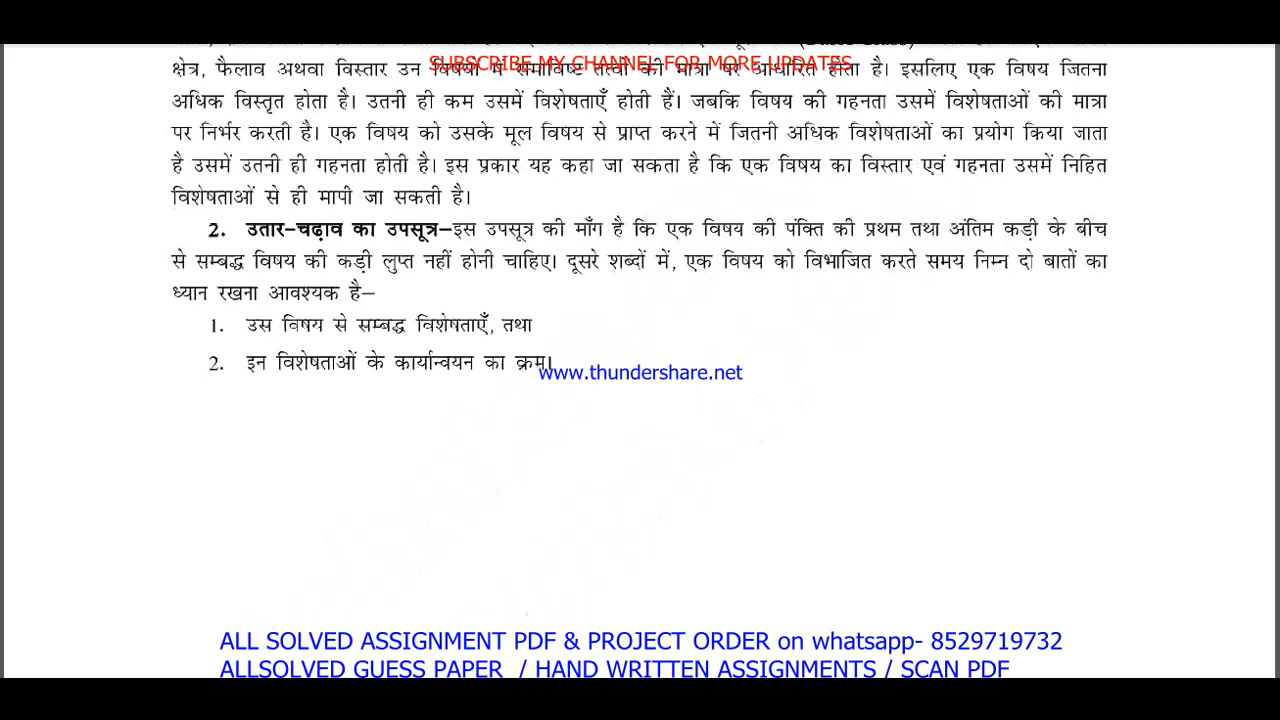 SUBSCRIBE MY CHANNEL FOR MORE UPDATES
क्षेत्र, फैलाव अथवा विस्तार उन विषयों में समाविष्ट तत्वों की मात्रा पर आधारित होता है। इसलिए एक विषय जितना
अधिक विस्तृत होता है। उतनी ही कम उसमें विशेषताएँ होती हैं। जबकि विषय की गहनता उसमें विशेषताओं की मात्रा
पर निर्भर करती है। एक विषय को उसके मूल विषय से प्राप्त करने में जितनी अधिक विशेषताओं का प्रयोग किया जाता
है उसमें उतनी ही गहनता होती है। इस प्रकार यह कहा जा सकता है कि एक विषय का विस्तार एवं गहनता उसमें निहित
विशेषताओं से ही मापी जा सकती है।
2. उतार-चढ़ाव का उपसूत्र–इस उपसूत्र की माँग है कि एक विषय की पंक्ति की प्रथम तथा अंतिम कड़ी के बीच
से सम्बद्ध विषय की कड़ी लुप्त नहीं होनी चाहिए। दूसरे शब्दों में, एक विषय को विभाजित करते समय निम्न दो बातों का
ध्यान रखना आवश्यक है–
1. उस विषय से सम्बद्ध विशेषताएँ, तथा
2. इन विशेषताओं के कार्यान्वयन का क्रम।
www.thundershare.net
ALL SOLVED ASSIGNMENT PDF & PROJECT ORDER on whatsapp- 8529719732
ALLSOLVED GUESS PAPER / HAND WRITTEN ASSIGNMENTS / SCAN PDF